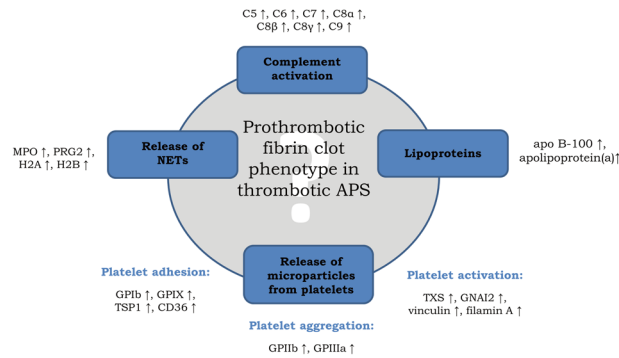 C5 ↑, C6 ↑, C7 ↑, C8α ↑,
C8β ↑, C8γ ↑, C9 ↑
Complement
activation
MPO ↑, PRG2 ↑,
H2A ↑, H2B ↑
Release of
NETs
?
Prothrombotic
fibrin clot
phenotype in
thrombotic APS
Lipoproteins
apo B-100 ↑,
apolipoprotein(a)↑
Release of
microparticles
from platelets
Platelet adhesion:
GPIb ↑, GPIX ↑,
TSP1 ↑, CD36 ↑
Platelet activation:
TXS ↑, GNAI2 ↑,
vinculin ↑, filamin A ↑
Platelet aggregation:
GPIIb ↑, GPIIIa ↑